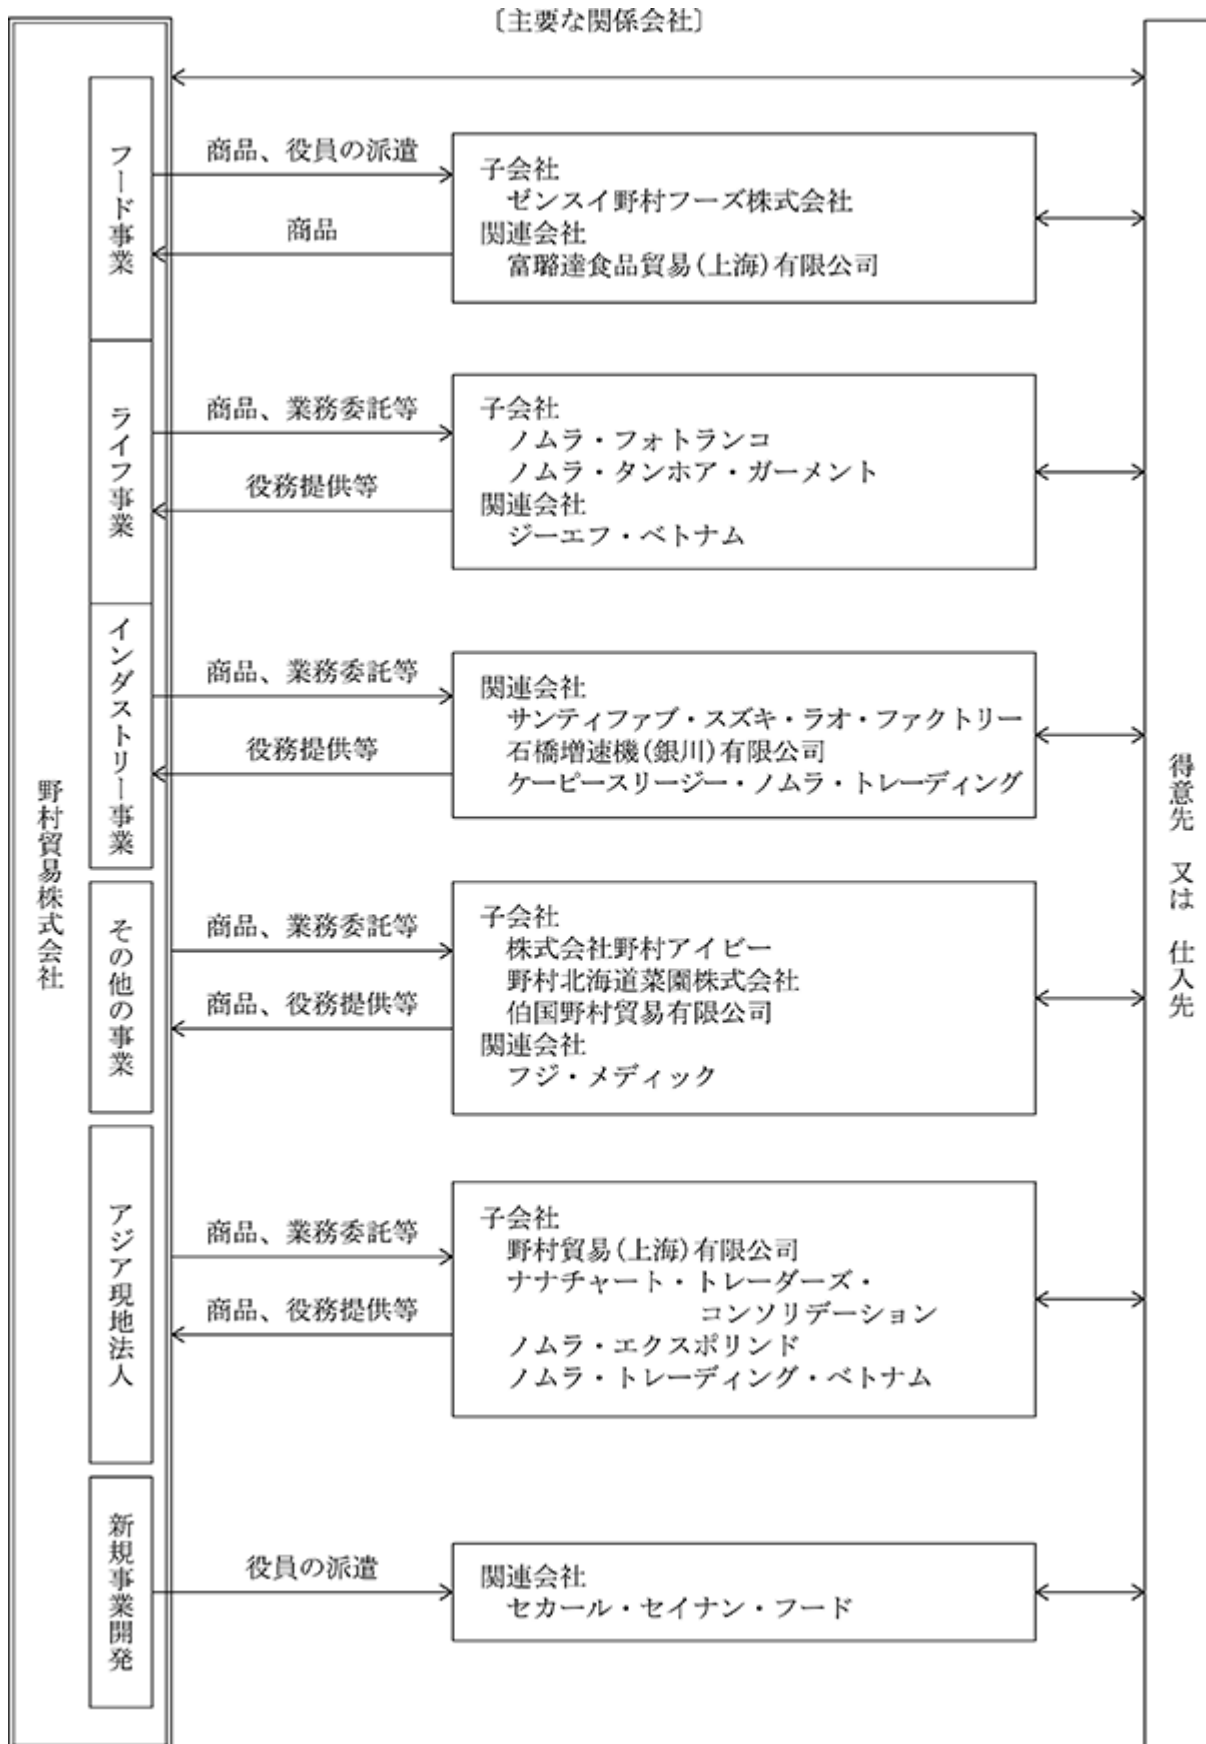 〔主要な関係会社〕
野村貿易株式会社
フード事業
商品、役員の派遣
商品
子会社
ゼンスイ野村フーズ株式会社
関連会社
富璐達食品貿易(上海)有限公司
ライフ事業
商品、業務委託等
役務提供等
子会社
ノムラ・フォトランコ
ノムラ・タンホア・ガーメント
関連会社
ジーエフ・ベトナム
インダストリー事業
商品、業務委託等
役務提供等
関連会社
サンティファブ・スズキ・ラオ・ファクトリー
石橋増速機(銀川)有限公司
ケーピースリージー・ノムラ・トレーディング
その他の事業
商品、業務委託等
商品、役務提供等
子会社
株式会社野村アイビー
野村北海道菜園株式会社
伯国野村貿易有限公司
関連会社
フジ・メディック
アジア現地法人
商品、業務委託等
商品、役務提供等
子会社
野村貿易(上海)有限公司
ナナチャート・トレーダーズ・
コンソリデーション
ノムラ・エクスポリンド
ノムラ・トレーディング・ベトナム
新規事業開発
役員の派遣
関連会社
セカール・セイナン・フード
得意先 又は 仕入先